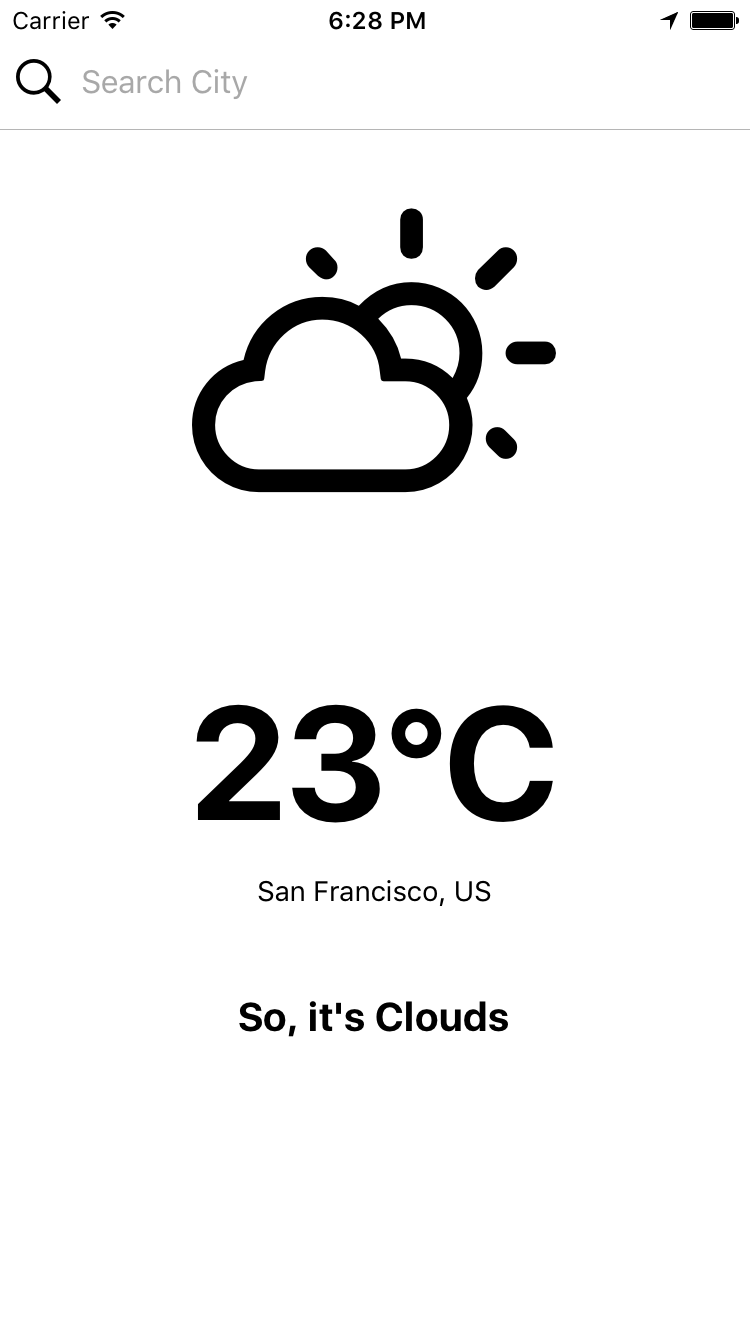 Carrier 6:28 PM
Search City
23°C
San Francisco, US
So, it's Clouds